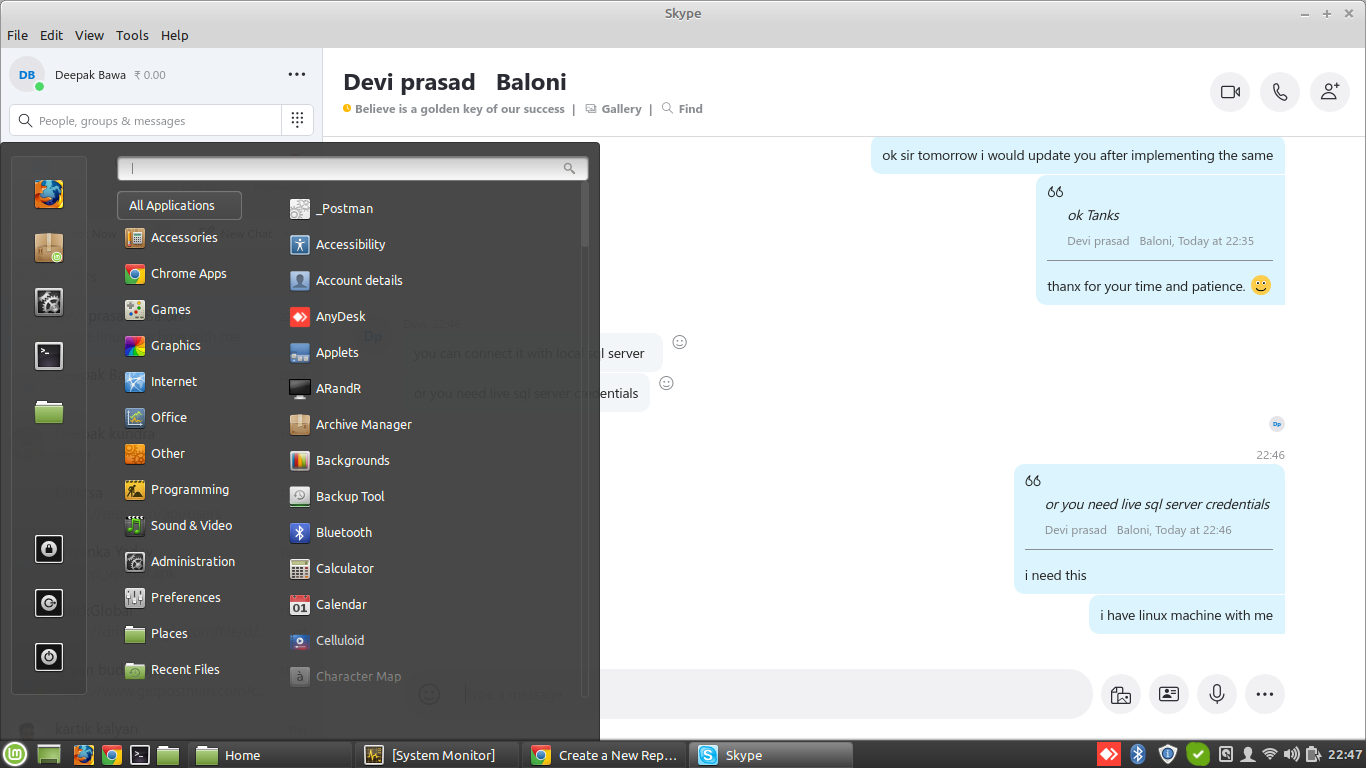 Skype
File Edit View Tools Help
DB Deepak Bawa ₹ 0.00
People, groups & messages
Devi prasad Baloni
Believe is a golden key of our success | Gallery | Find
All Applications
Accessories
Chrome Apps
Games
Graphics
Internet
Office
Other
Programming
Sound & Video
Administration
Preferences
Places
Recent Files
_Postman
Accessibility
Account details
AnyDesk
Applets
ARandR
Archive Manager
Backgrounds
Backup Tool
Bluetooth
Calculator
01 Calendar
Celluloid
Character Map
kartik kalyan
ok sir tomorrow i would update you after implementing the same
ok Tanks
Devi prasad Baloni, Today at 22:35
thanx for your time and patience.
Dp
you can connect it with local sql server
or you need live sql server credentials
Dp
22:46
or you need live sql server credentials
Devi prasad Baloni, Today at 22:46
i need this
i have linux machine with me
Type a message
Home [System Monitor] Create a New Rep... Skype 22:47